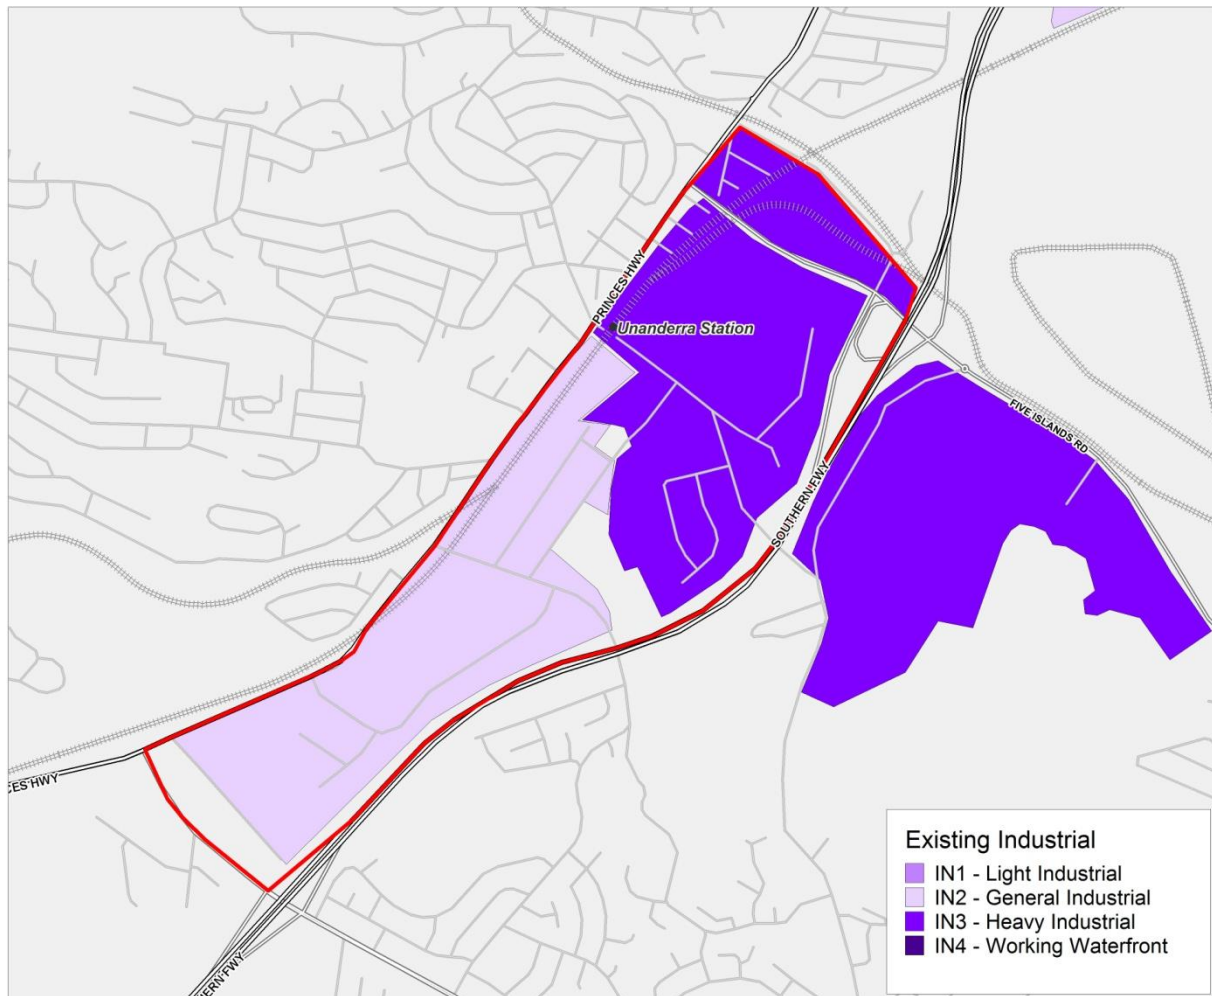 PRINCES HWY
Unanderra Station
FIVE ISLANDS RD
SOUTHERN FWY
CES HWY
ERN FWY
Existing Industrial
IN1 - Light Industrial
IN2 - General Industrial
IN3 - Heavy Industrial
IN4 - Working Waterfront